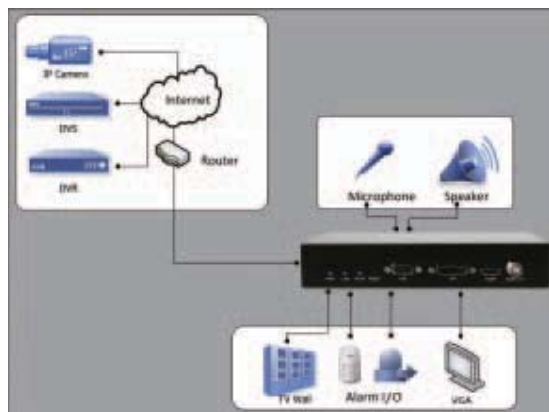 IP Camera
Internet
DVS
Router
DVR
Microphone
Speaker
TV Wall
Alarm I/O
VGA